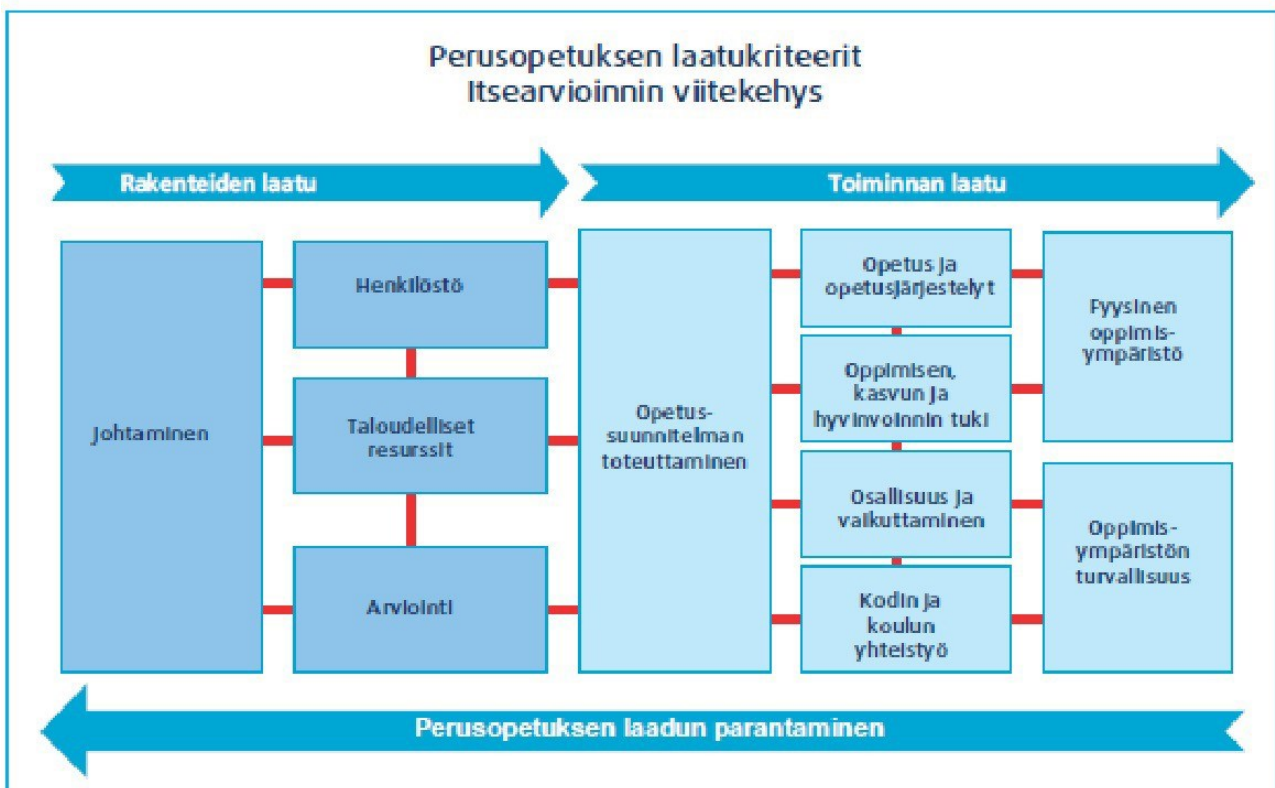 Perusopetuksen laatukriteerit
Itsearvioinnin viitekehys
Rakenteiden laatu
Toiminnan laatu
Johtaminen
Henkilöstö
Taloudelliset
resurssit
Arviointi
Opetus-
suunnitelman
toteuttaminen
Opetus ja
opetusjärjestelyt
Oppimisen,
kasvun ja
hyvinvoinnin tuki
Osallisuus ja
vaikuttaminen
Kodin ja
koulun
yhteistyö
Fyysinen
oppimis-
ympäristö
Oppimis-
ympäristön
turvallisuus
Perusopetuksen laadun parantaminen